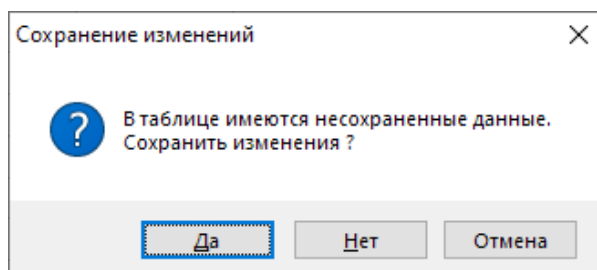 Сохранение изменений
В таблице имеются несохраненные данные.
Сохранить изменения ?
Да Нет Отмена